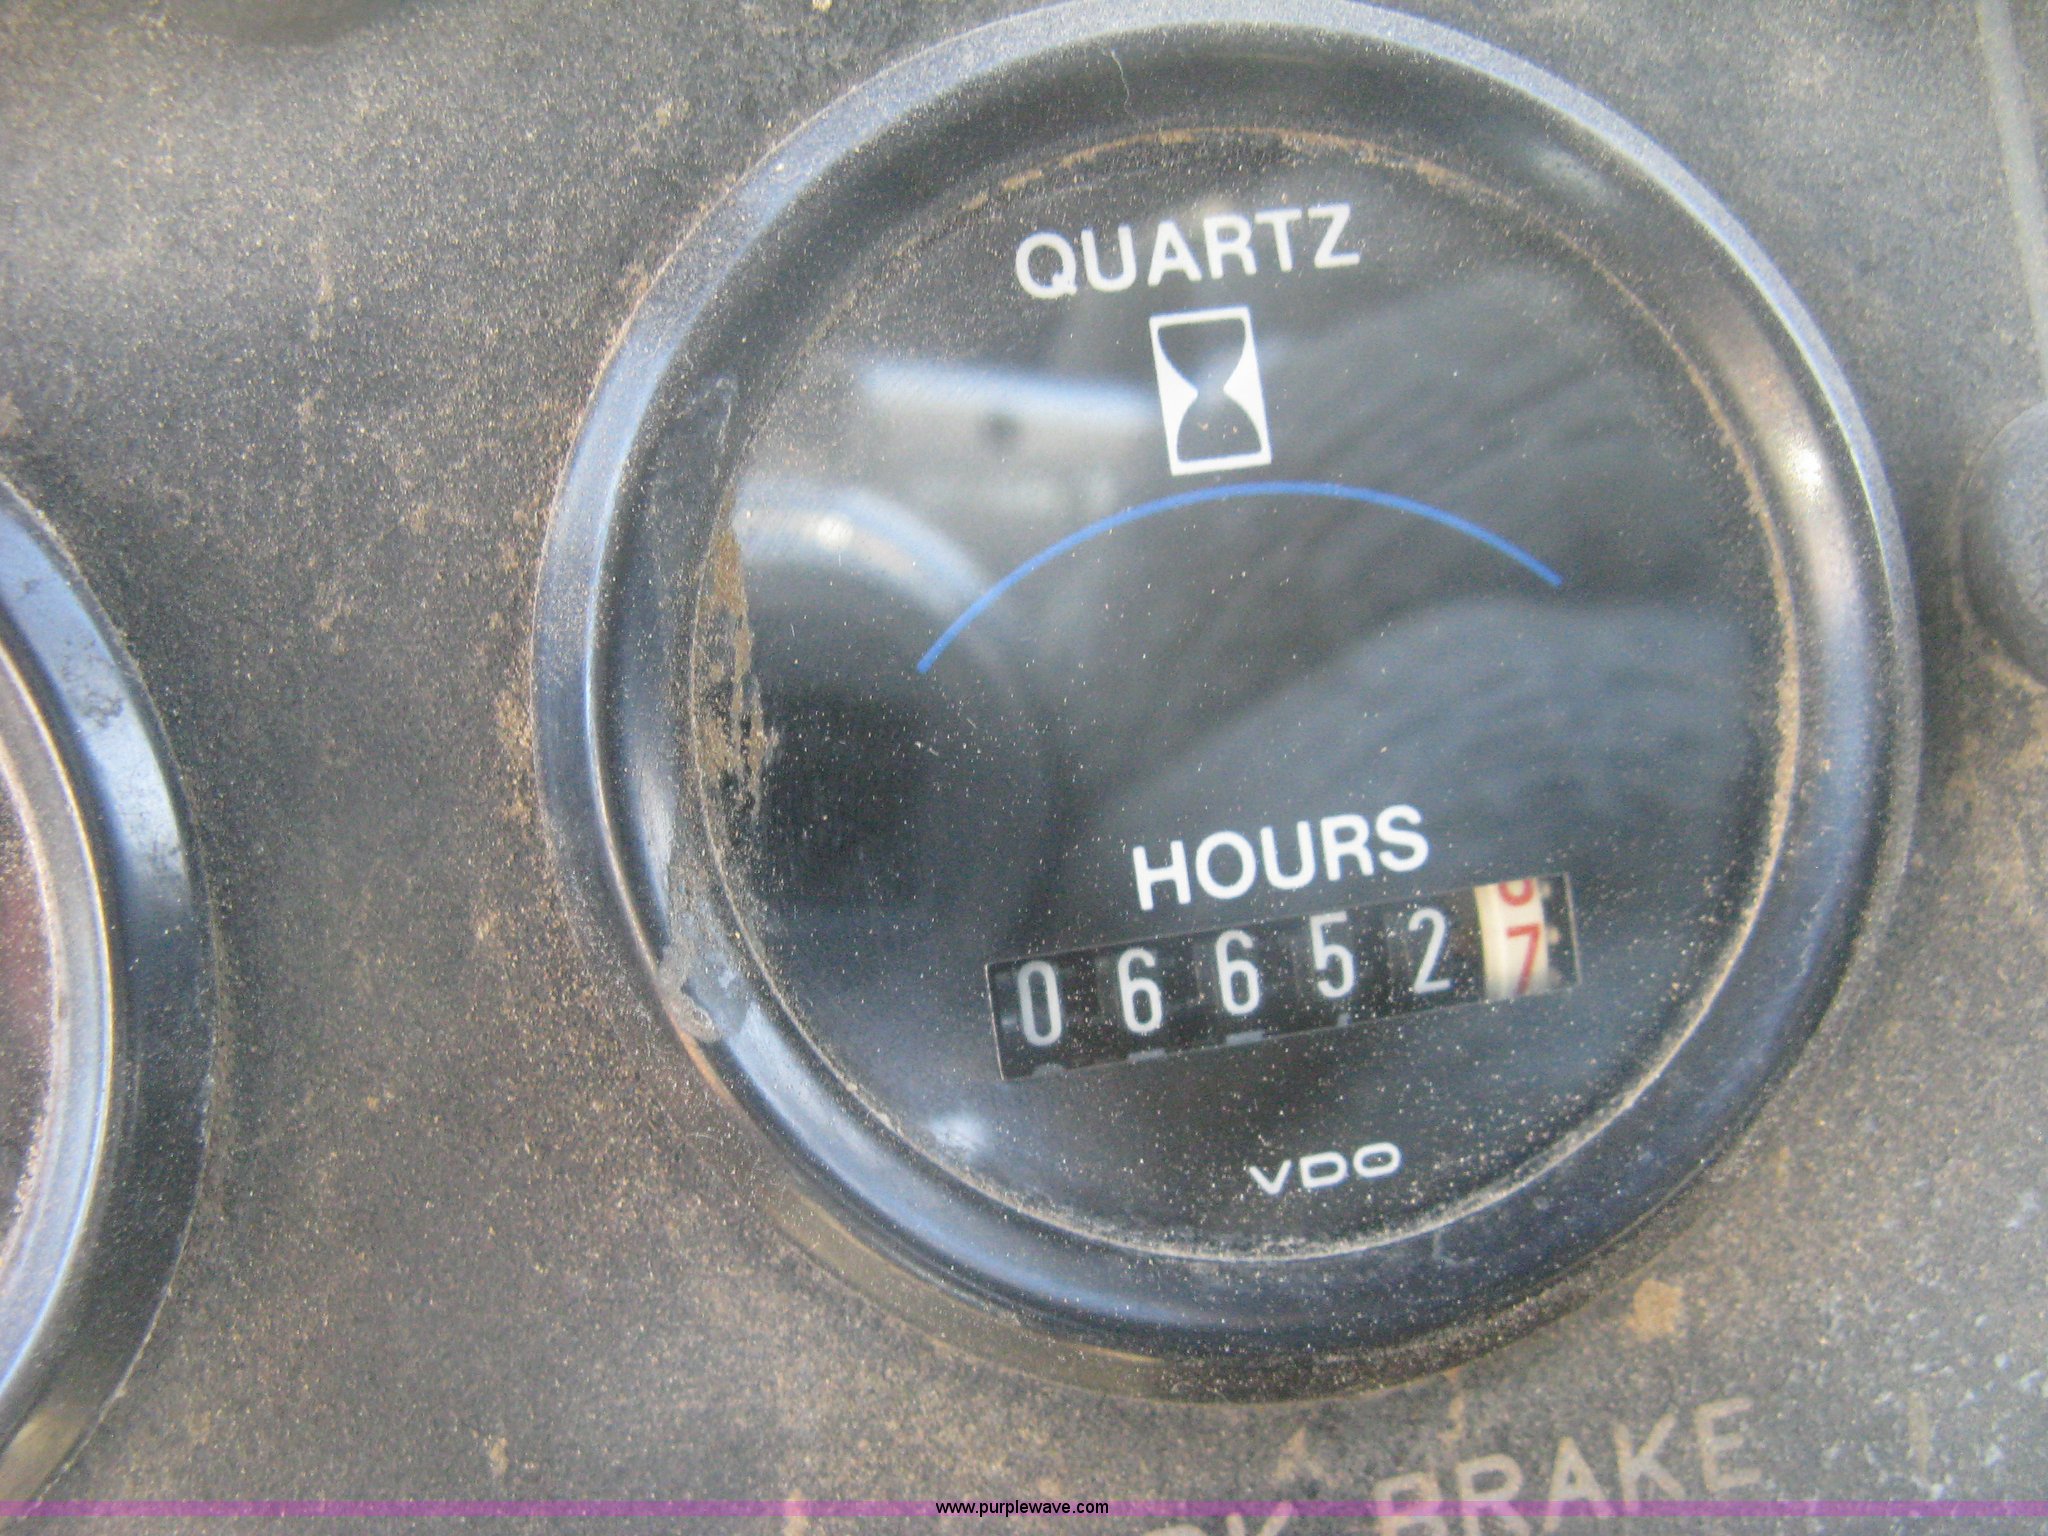 QUARTZ
HOURS
066527
VDO
BRAKE
www.purplewave.com